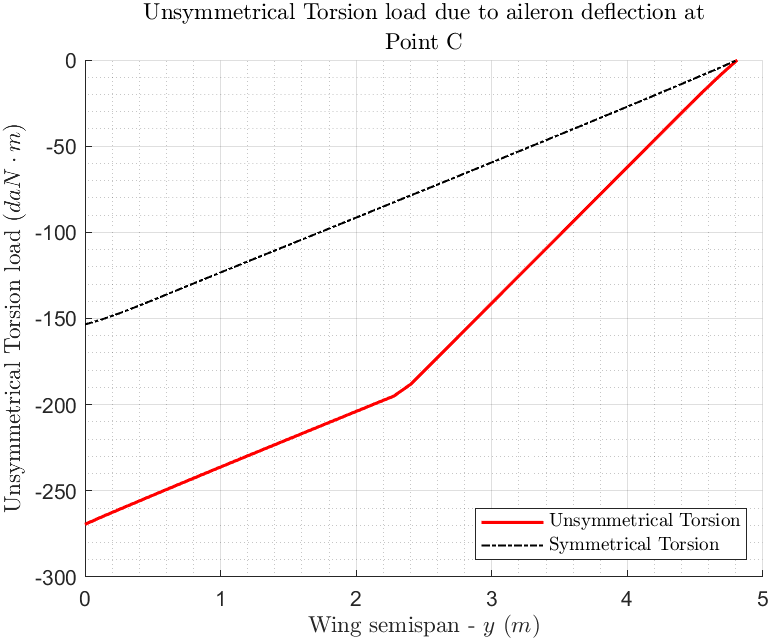 Unsymmetrical Torsion load due to aileron deflection at
Point C
Unsymmetrical Torsion load (daN · m)
0
-50
-100
-150
-200
-250
-300
0 1 2 3 4 5
Wing semispan - y (m)
Unsymmetrical Torsion
Symmetrical Torsion